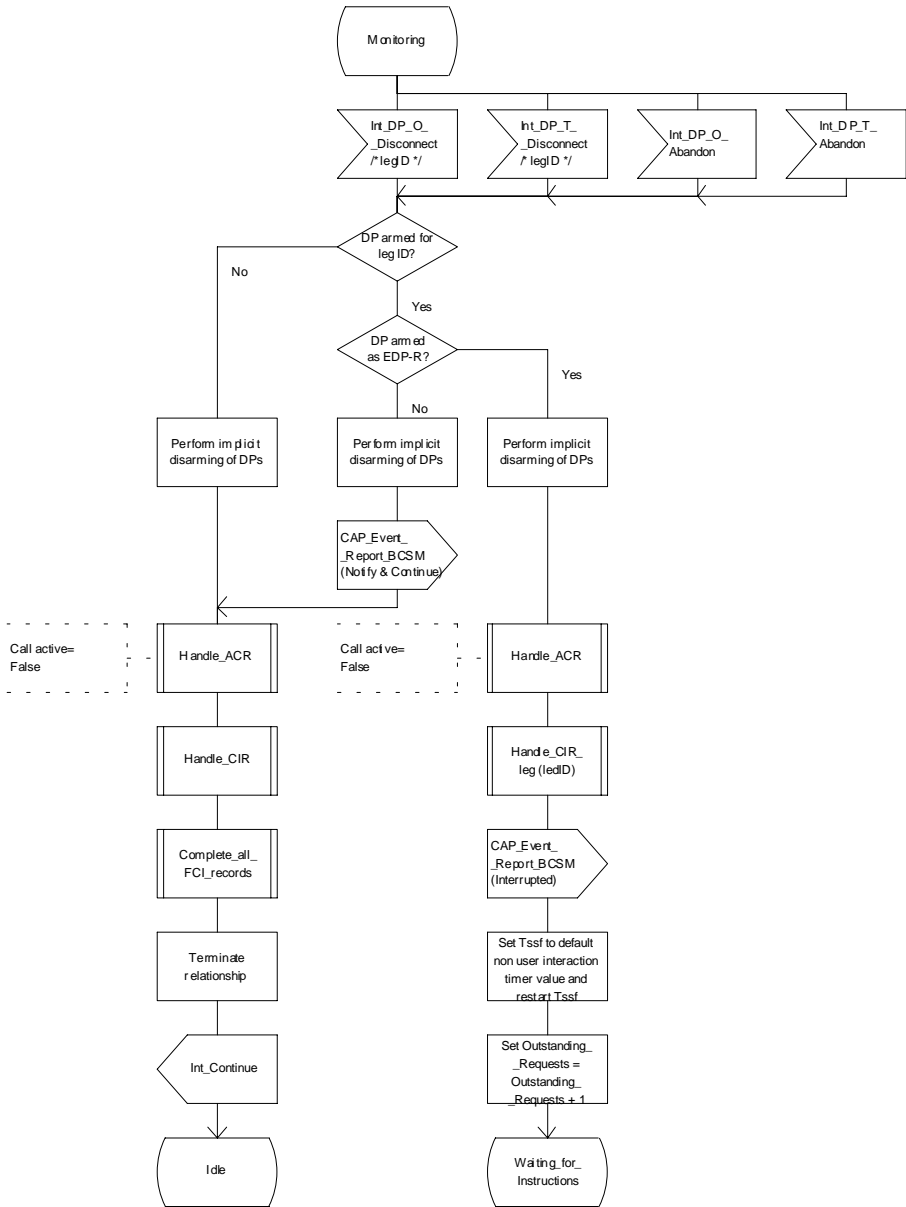 Monitoring
Int_DP_O_
_Disconnect
/* legID */
Int_DP_T_
_Disconnect
/* legID */
Int_DP_O_
Abandon
Int_DP_T_
Abandon
DP armed for
leg ID?
No
Yes
DP armed
as EDP-R?
Yes
No
Perform implicit
disarming of DPs
Perform implicit
disarming of DPs
Perform implicit
disarming of DPs
CAP_Event_
_Report_BCSM
(Notify & Continue)
Call active=
False
Handle_ACR
Call active=
False
Handle_ACR
Handle_CIR
Handle_CIR_
leg (ledID)
Complete_all_
FCI_records
CAP_Event_
_Report_BCSM
(Interrupted)
Terminate
relationship
Set Tssf to default
non user interaction
timer value and
restart Tssf
Int_Continue
Set Outstanding_
_Requests =
Outstanding_
_Requests + 1
Idle
Waiting_for_
Instructions